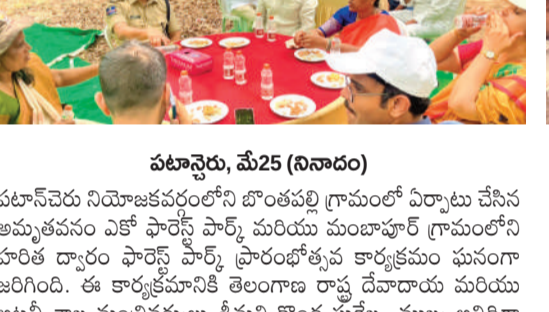 పటాన్చెరు, మే25 (నినాదం)
పటాన్‌చెరు నియోజకవర్గంలోని బొంతపల్లి గ్రామంలో ఏర్పాటు చేసిన
అమృతవనం ఎకో ఫారెస్ట్ పార్క్ మరియు మంబాపూర్ గ్రామంలోని
హరిత ద్వారం ఫారెస్ట్ పార్క్ ప్రారంభోత్సవ కార్యక్రమం ఘనంగా
జరిగింది. ఈ కార్యక్రమానికి తెలంగాణ రాష్ట్ర దేవాదాయ మరియు